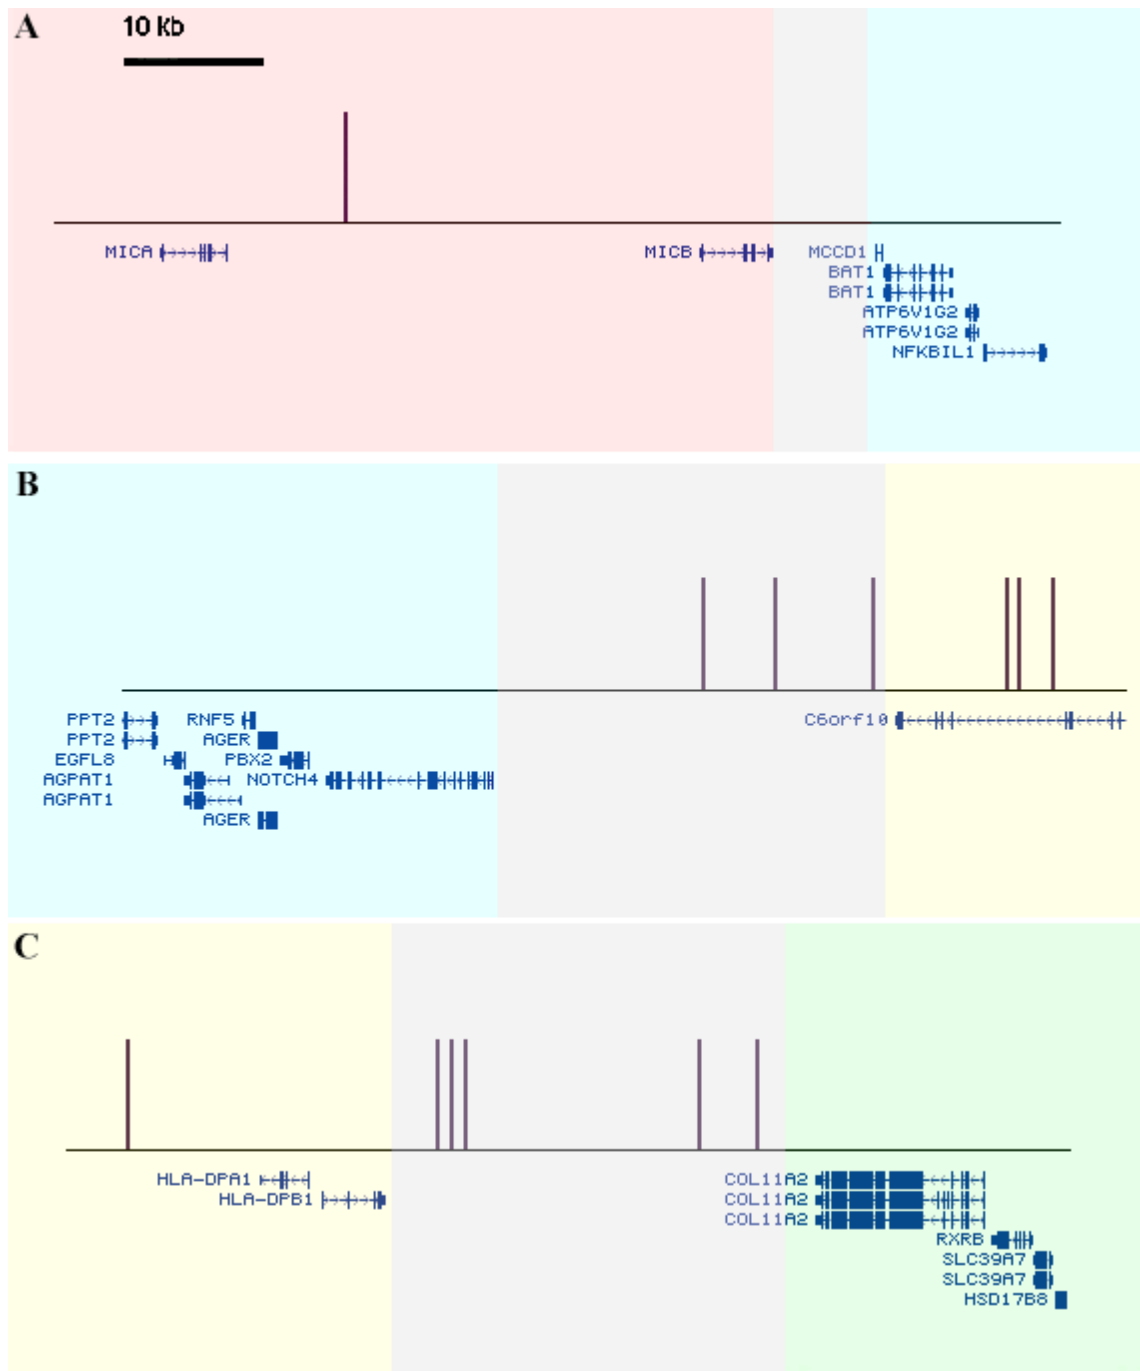 A
10 kb
MICA
MICB
MCCD1
BAT1
BAT1
ATP6V1G2
ATP6V1G2
NFKBIL1
B
PPT2
RNF5
C6orf10
PPT2
AGER
EGFL8
PBX2
AGPAT1
NOTCH4
AGPAT1
AGER
C
HLA-DPA1
COL11A2
HLA-DPB1
COL11A2
COL11A2
RXRB
SLC39A7
SLC39A7
HSD17B8